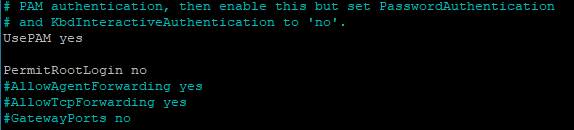 # PAM authentication, then enable this but set PasswordAuthentication
# and KbdInteractiveAuthentication to 'no'.
UsePAM yes
PermitRootLogin no
#AllowAgentForwarding yes
#AllowTcpForwarding yes
#GatewayPorts no